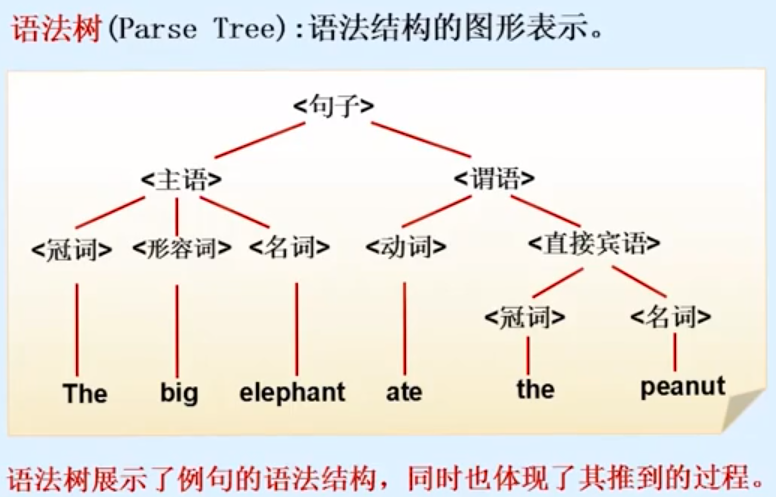 语法树(Parse Tree):语法结构的图形表示。
<句子>
<主语> <谓语>
<冠词> <形容词> <名词> <动词> <直接宾语>
<冠词> <名词>
The big elephant ate the peanut
语法树展示了例句的语法结构，同时也体现了其推到的过程。